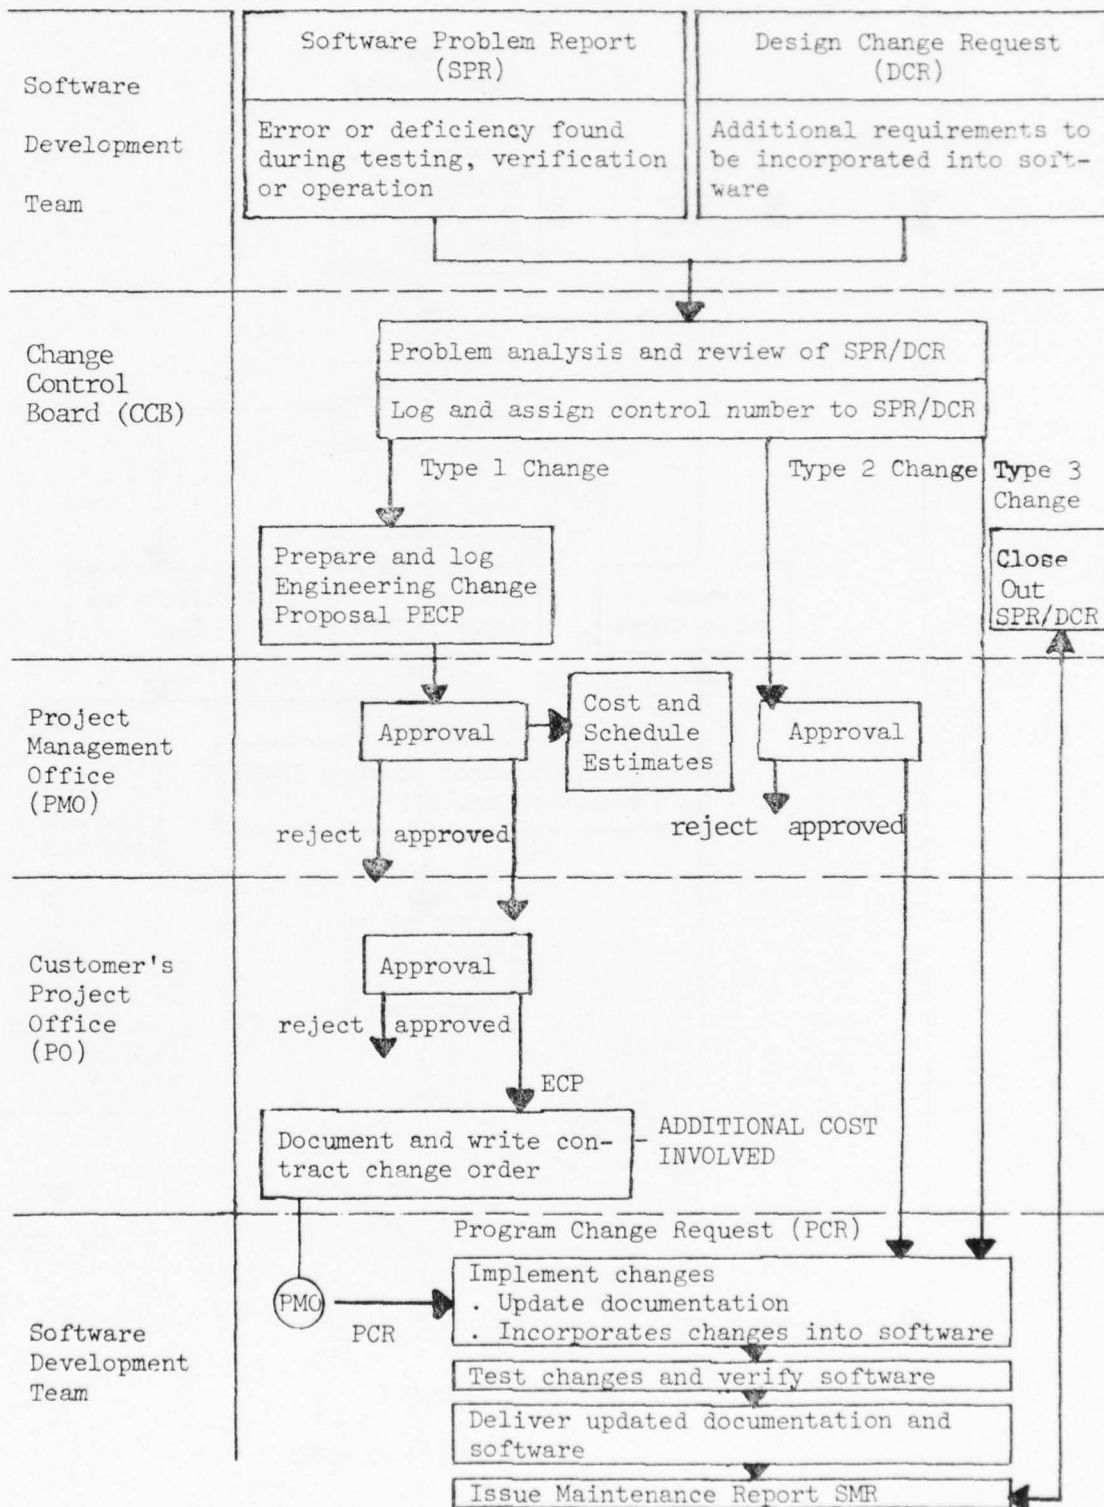 Software
Development
Team
Software Problem Report
(SPR)
Error or deficiency found
during testing, verification
or operation
Design Change Request
(DCR)
Additional requirements to
be incorporated into soft-
ware
Change
Control
Board (CCB)
Problem analysis and review of SPR/DCR
Log and assign control number to SPR/DCR
Type 1 Change
Type 2 Change
Type 3
Change
Prepare and log
Engineering Change
Proposal PECP
Close
Out
SPR/DCR
Project
Management
Office
(PMO)
Approval
Cost and
Schedule
Estimates
Approval
reject approved
reject approved
Customer's
Project
Office
(PO)
Approval
reject approved
ECP
Document and write con-
tract change order
ADDITIONAL COST
INVOLVED
Software
Development
Team
Program Change Request (PCR)
PMO
PCR
Implement changes
. Update documentation
. Incorporates changes into software
Test changes and verify software
Deliver updated documentation and
software
Issue Maintenance Report SMR